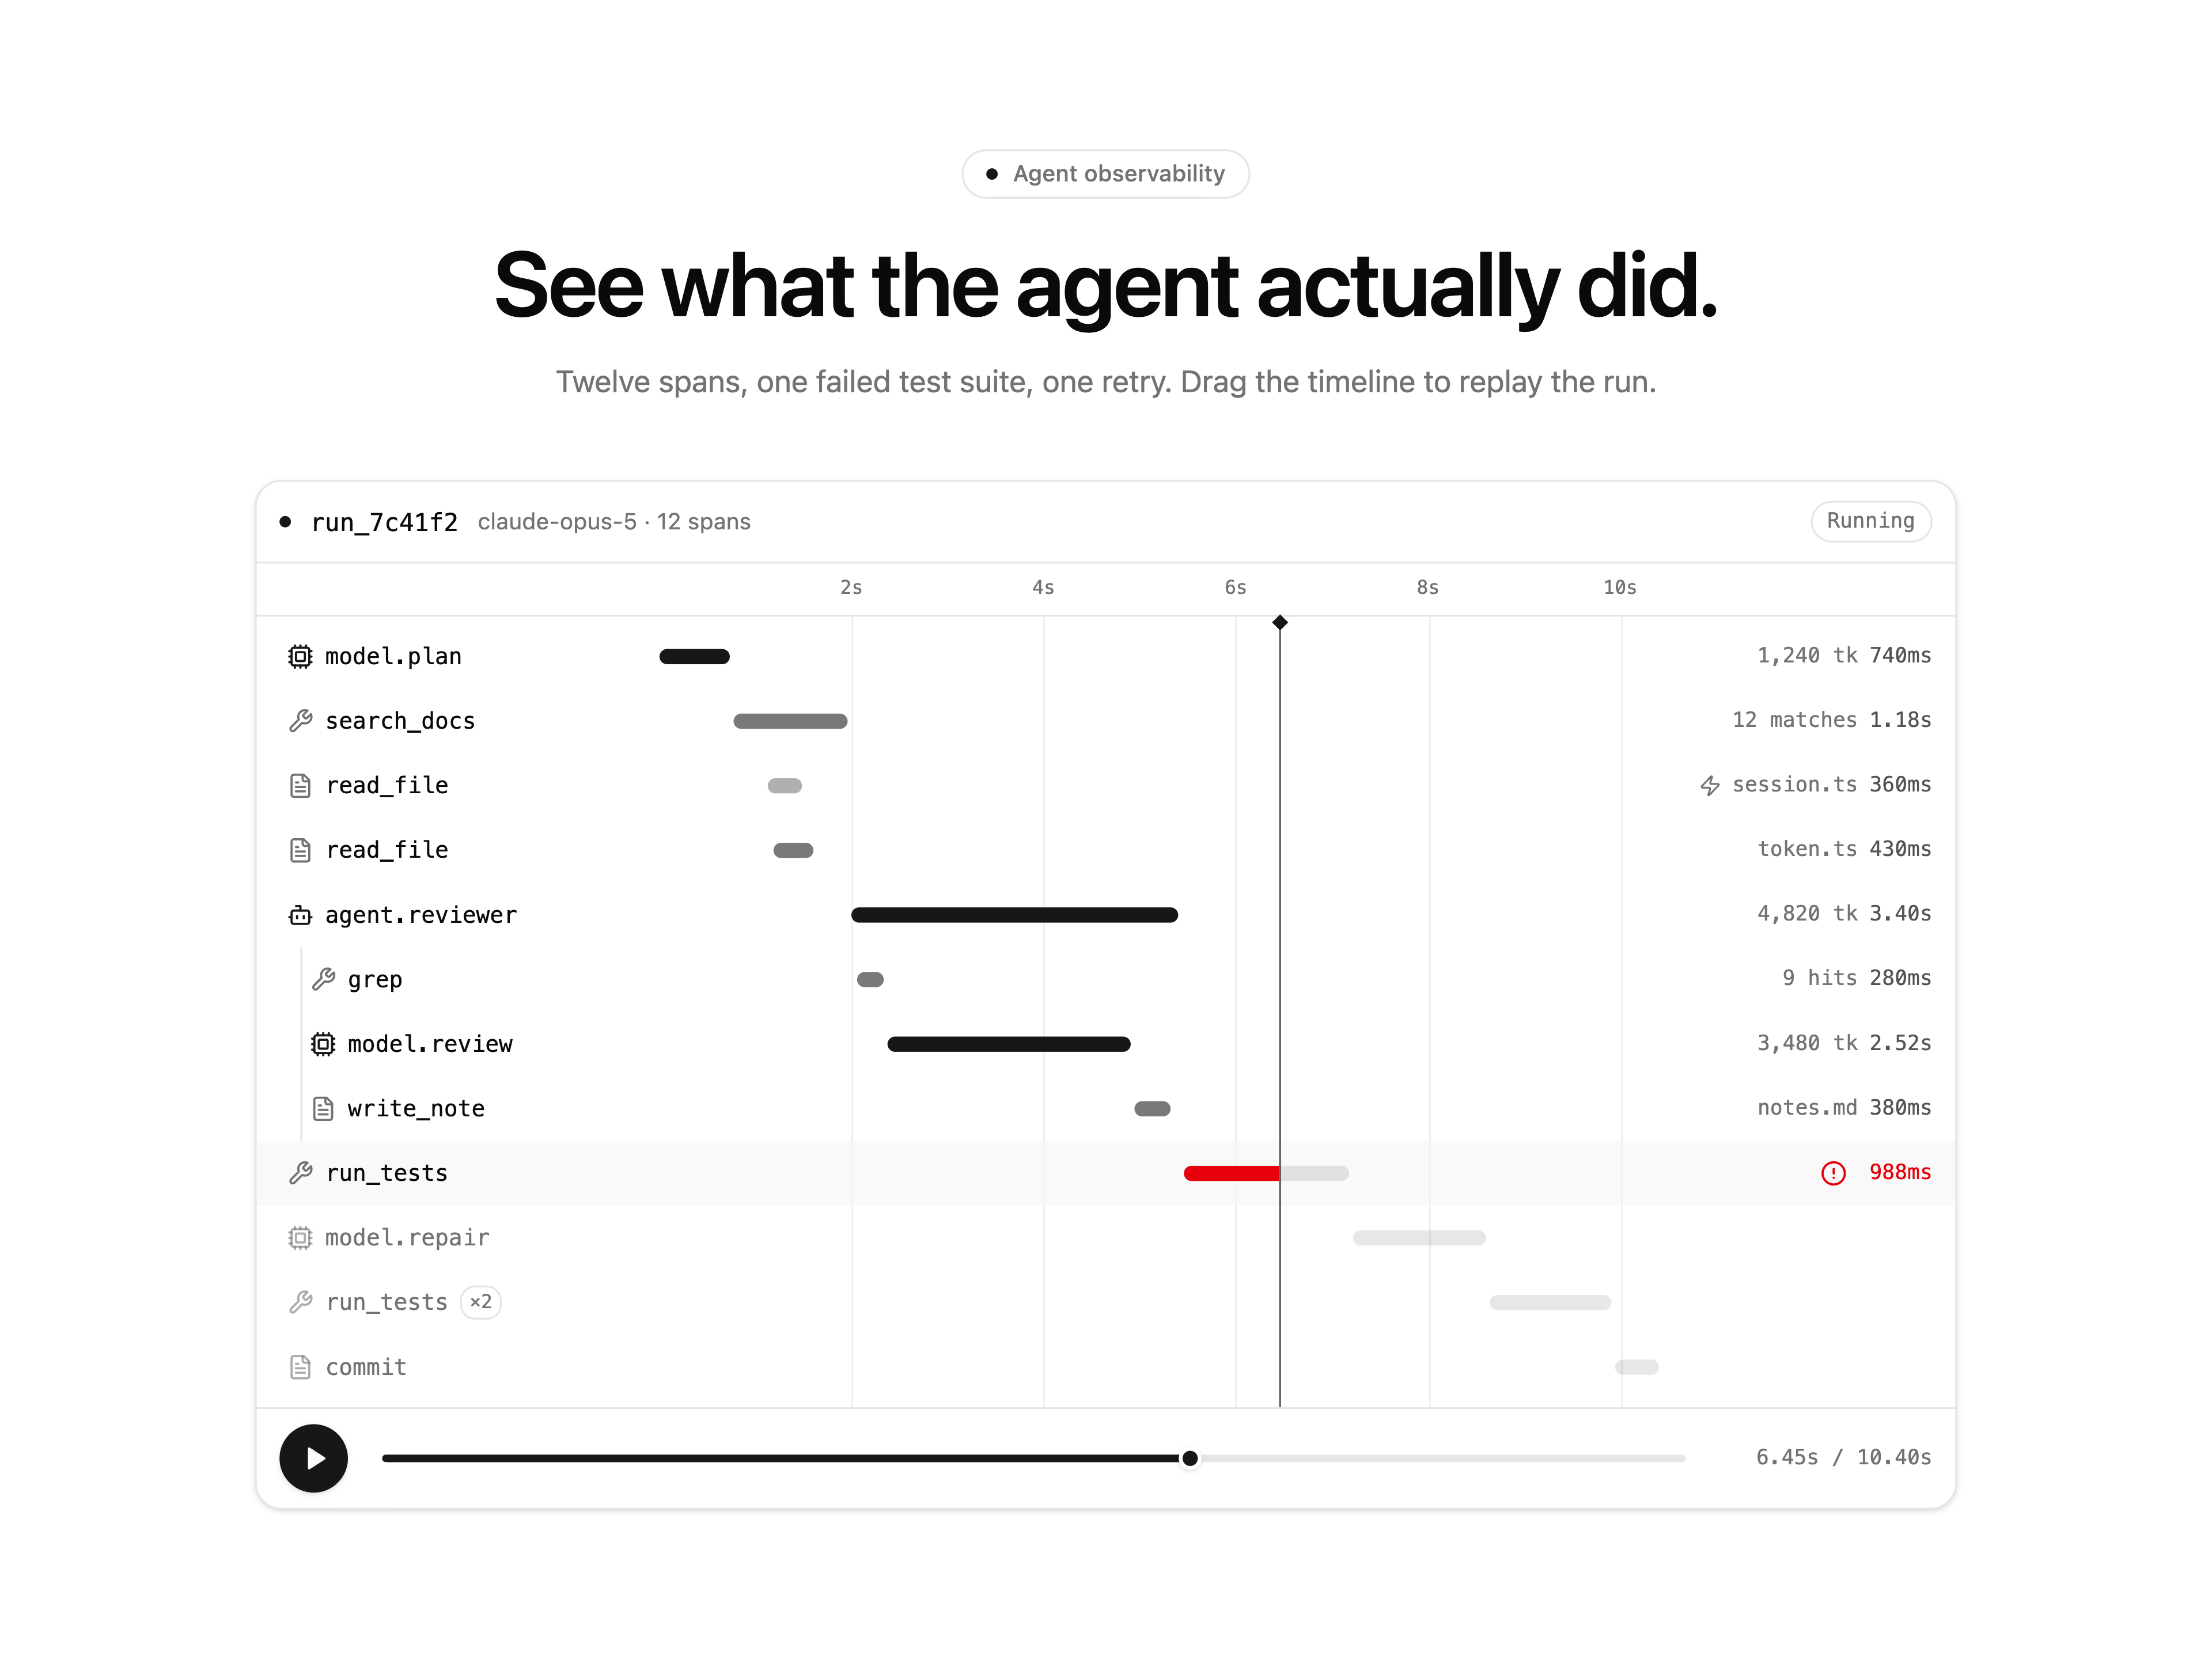 Agent observability
See what the agent actually did.
Twelve spans, one failed test suite, one retry. Drag the timeline to replay the run.
run_7c41f2 claude-opus-5 · 12 spans Running
2s 4s 6s 8s 10s
model.plan 1,240 tk 740ms
search_docs 12 matches 1.18s
read_file session.ts 360ms
read_file token.ts 430ms
agent.reviewer 4,820 tk 3.40s
grep 9 hits 280ms
model.review 3,480 tk 2.52s
write_note notes.md 380ms
run_tests 988ms
model.repair
run_tests ×2
commit
6.45s / 10.40s